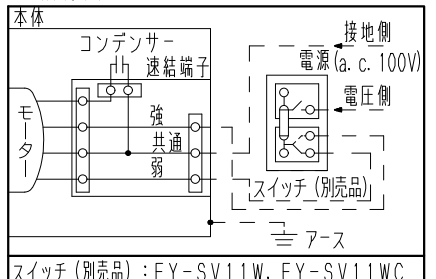 本体
コンデンサー
速結端子
接地側
電源(a.c.100V)
電圧側
モーター
強
共通
弱
スイッチ(別売品)
アース
スイッチ(別売品):FY-SV11W,FY-SV11WC